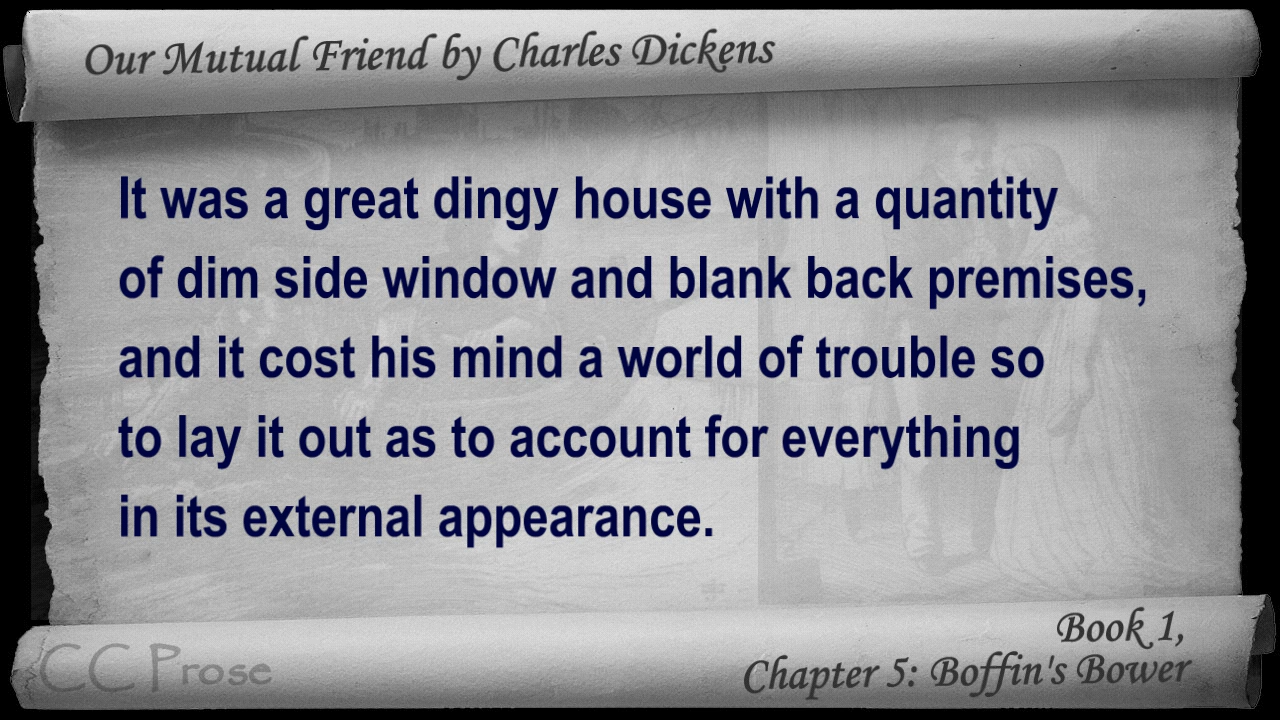 Our Mutual Friend by Charles Dickens
It was a great dingy house with a quantity
of dim side window and blank back premises,
and it cost his mind a world of trouble so
to lay it out as to account for everything
in its external appearance.
Book 1,
Chapter 5: Boffin's Bower
CC Prose